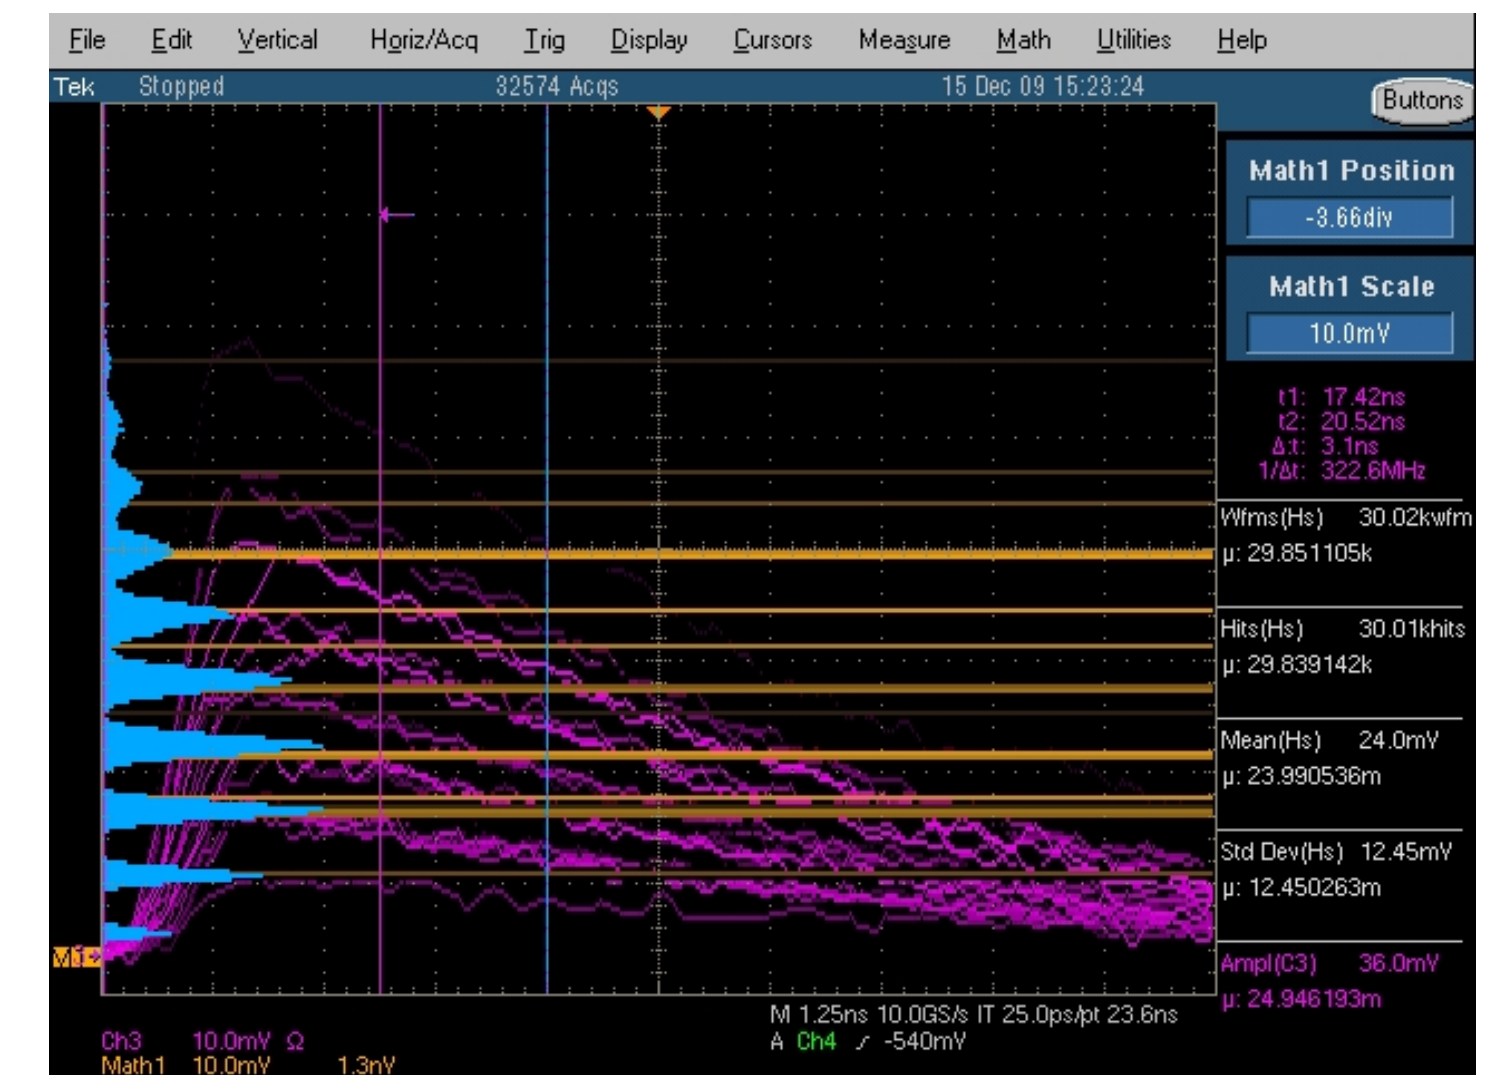 File Edit Vertical Horiz/Acq Trig Display Cursors Measure Math Utilities Help
Tek Stopped 32574 Acqs 15 Dec 09 15:23:24
Buttons
Math1 Position
-3.66div
Math1 Scale
10.0mV
t1: 17.42ns
t2: 20.52ns
Δt: 3.1ns
1/Δt: 322.6MHz
Wfms(Hs) 30.02kwfm
µ: 29.851105k
Hits(Hs) 30.01khits
µ: 29.839142k
Mean(Hs) 24.0mV
µ: 23.990536m
Std Dev(Hs) 12.45mV
µ: 12.450263m
Ampl(C3) 36.0mV
µ: 24.946193m
M 1.25ns 10.0GS/s IT 25.0ps/pt 23.6ns
A Ch4 -540mV
Ch3 10.0mV Ω
Math1 10.0mV 1.3nV